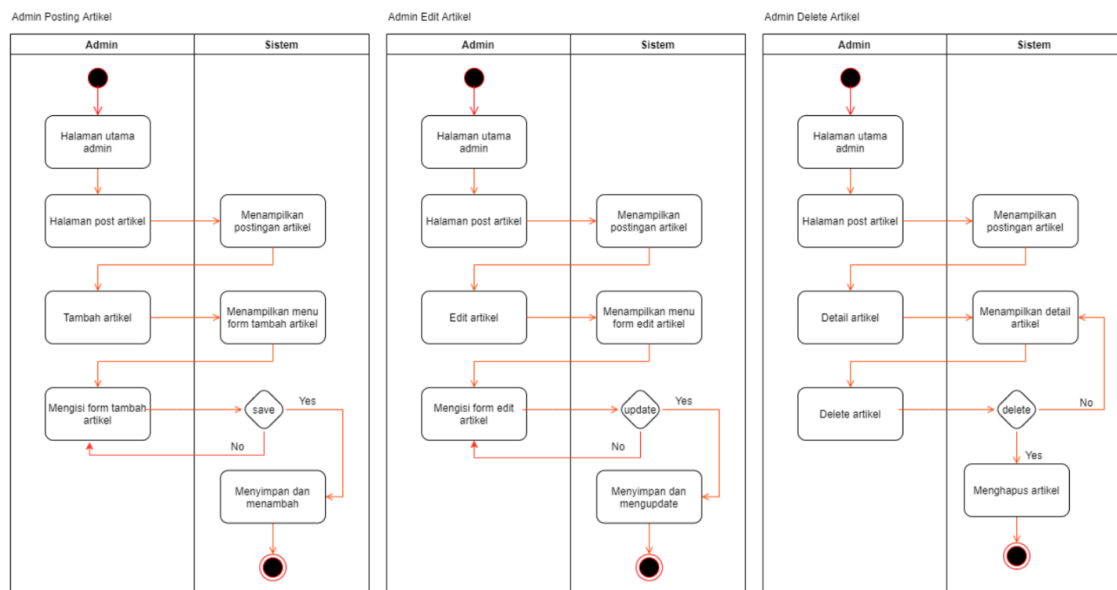 Admin Posting Artikel
Admin
Sistem
Halaman utama
admin
Halaman post artikel
Menampilkan
postingan artikel
Tambah artikel
Menampilkan menu
form tambah artikel
Mengisi form tambah
artikel
save
Yes
No
Menyimpan dan
menambah
Admin Edit Artikel
Admin
Sistem
Halaman utama
admin
Halaman post artikel
Menampilkan
postingan artikel
Edit artikel
Menampilkan menu
form edit artikel
Mengisi form edit
artikel
update
Yes
No
Menyimpan dan
mengupdate
Admin Delete Artikel
Admin
Sistem
Halaman utama
admin
Halaman post artikel
Menampilkan
postingan artikel
Detail artikel
Menampilkan detail
artikel
Delete artikel
delete
No
Yes
Menghapus artikel